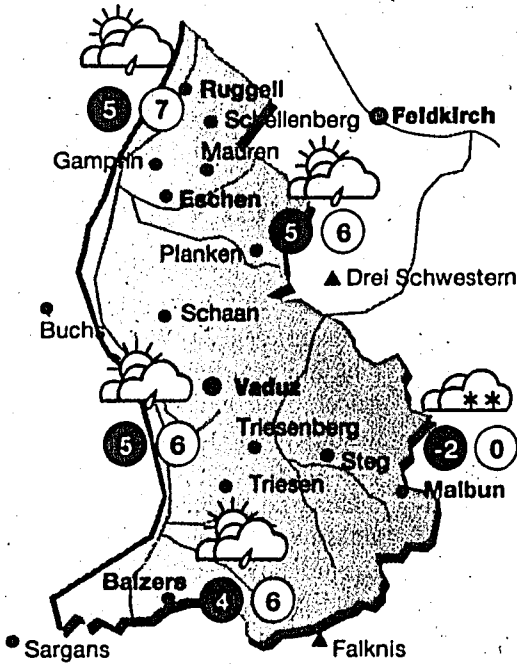 Ruggell
5 7
Schellenberg
Feldkirch
Mauren
Gamprin
Eschen
5 6
Planken
Drei Schwestern
Schaan
Buchs
Vaduz
Triesenberg
5 6
Steg
-2 0
Triesen
Malbun
Balzers
4 6
Sargans
Falknis